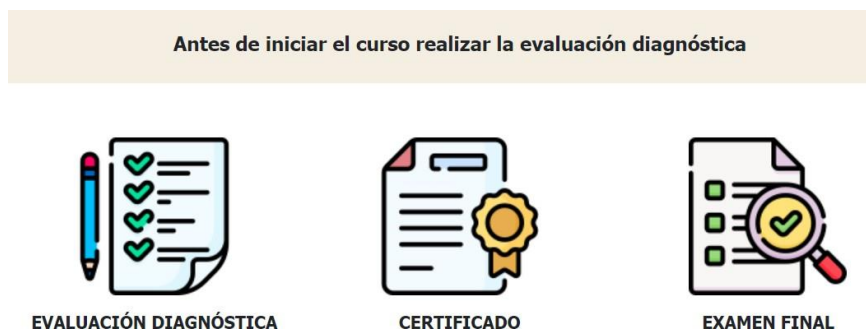 Antes de iniciar el curso realizar la evaluación diagnóstica
EVALUACIÓN DIAGNÓSTICA
CERTIFICADO
EXAMEN FINAL